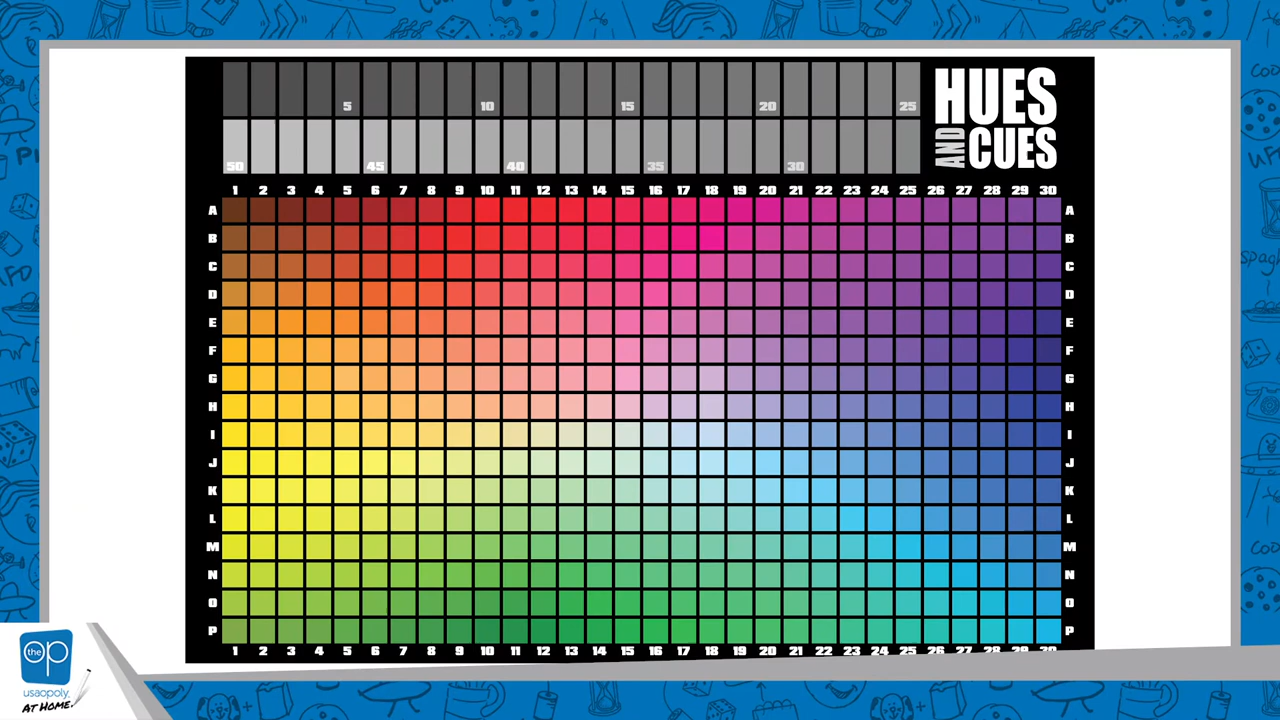 5 10 15 20 25
HUES
AND
CUES
50 45 40 35 30
1 2 3 4 5 6 7 8 9 10 11 12 13 14 15 16 17 18 19 20 21 22 23 24 25 26 27 28 29 30
A A
B B
C C
D D
E E
F F
G G
H H
I I
J J
K K
L L
M M
N N
O O
P P
1 2 3 4 5 6 7 8 9 10 11 12 13 14 15 16 17 18 19 20 21 22 23 24 25 26 27 28 29 30
the op
usaopoly
AT HOME